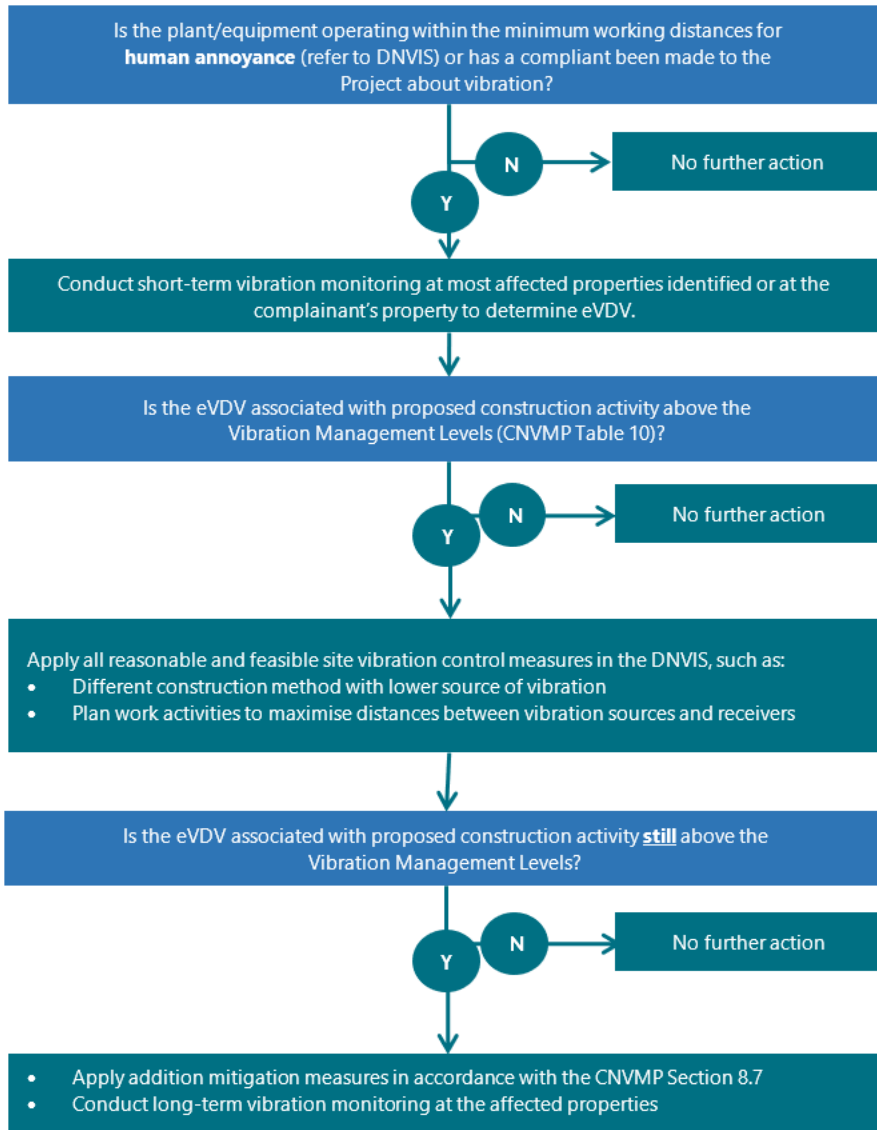 Is the plant/equipment operating within the minimum working distances for
human annoyance (refer to DNVIS) or has a compliant been made to the
Project about vibration?
N
No further action
Y
Conduct short-term vibration monitoring at most affected properties identified or at the
complainant's property to determine eVDV.
Is the eVDV associated with proposed construction activity above the
Vibration Management Levels (CNVMP Table 10)?
N
No further action
Y
Apply all reasonable and feasible site vibration control measures in the DNVIS, such as:
• Different construction method with lower source of vibration
• Plan work activities to maximise distances between vibration sources and receivers
Is the eVDV associated with proposed construction activity still above the
Vibration Management Levels?
N
No further action
Y
• Apply addition mitigation measures in accordance with the CNVMP Section 8.7
• Conduct long-term vibration monitoring at the affected properties